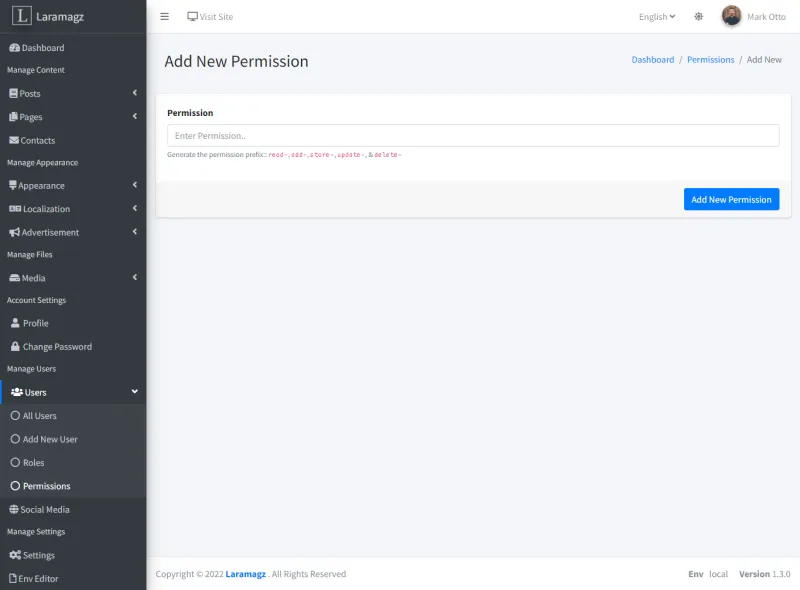 L Laramagz
Visit Site
English
Mark Otto
Dashboard
Manage Content
Posts
Pages
Contacts
Manage Appearance
Appearance
Localization
Advertisement
Manage Files
Media
Account Settings
Profile
Change Password
Manage Users
Users
All Users
Add New User
Roles
Permissions
Social Media
Manage Settings
Settings
Env Editor
Add New Permission
Dashboard / Permissions / Add New
Permission
Enter Permission..
Generate the permission prefix: read-, add-, store-, update-, & delete-
Add New Permission
Copyright © 2022 Laramagz . All Rights Reserved
Env local Version 1.3.0